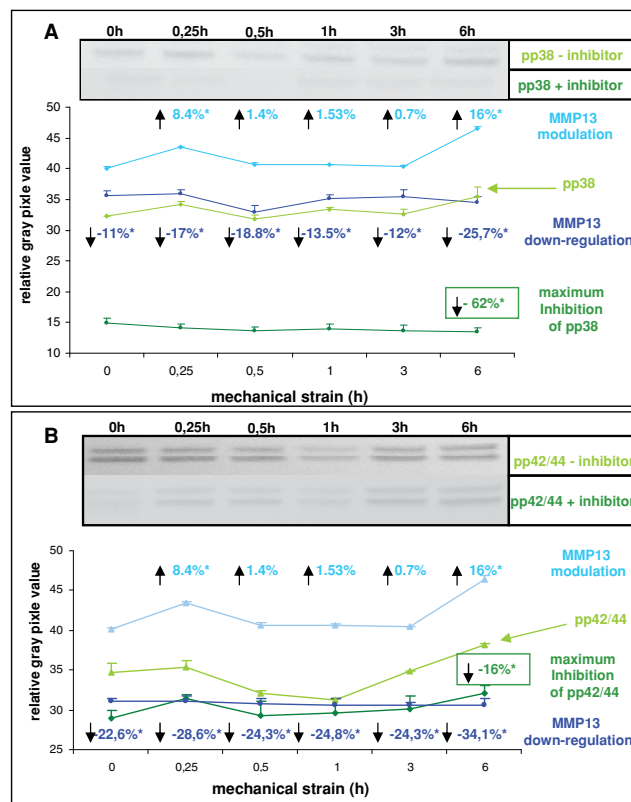 A
0h 0,25h 0,5h 1h 3h 6h
pp38 - inhibitor
pp38 + inhibitor
8.4%* 1.4% 1.53% 0.7% 16%*
MMP13
modulation
pp38
-11%* -17%* -18.8%* -13.5%* -12%* -25,7%*
MMP13
down-regulation
- 62%*
maximum
Inhibition
of pp38
relative gray pixle value
50
45
40
35
30
25
20
15
10
0 0,25 0,5 1 3 6
mechanical strain (h)
B
0h 0,25h 0,5h 1h 3h 6h
pp42/44 - inhibitor
pp42/44 + inhibitor
8.4%* 1.4% 1.53% 0.7% 16%*
MMP13
modulation
pp42/44
-16%*
maximum
Inhibition
of pp42/44
-22,6%* -28,6%* -24,3%* -24,8%* -24,3%* -34,1%*
MMP13
down-regulation
relative gray pixle value
50
45
40
35
30
25
0 0,25 0,5 1 3 6
mechanical strain (h)